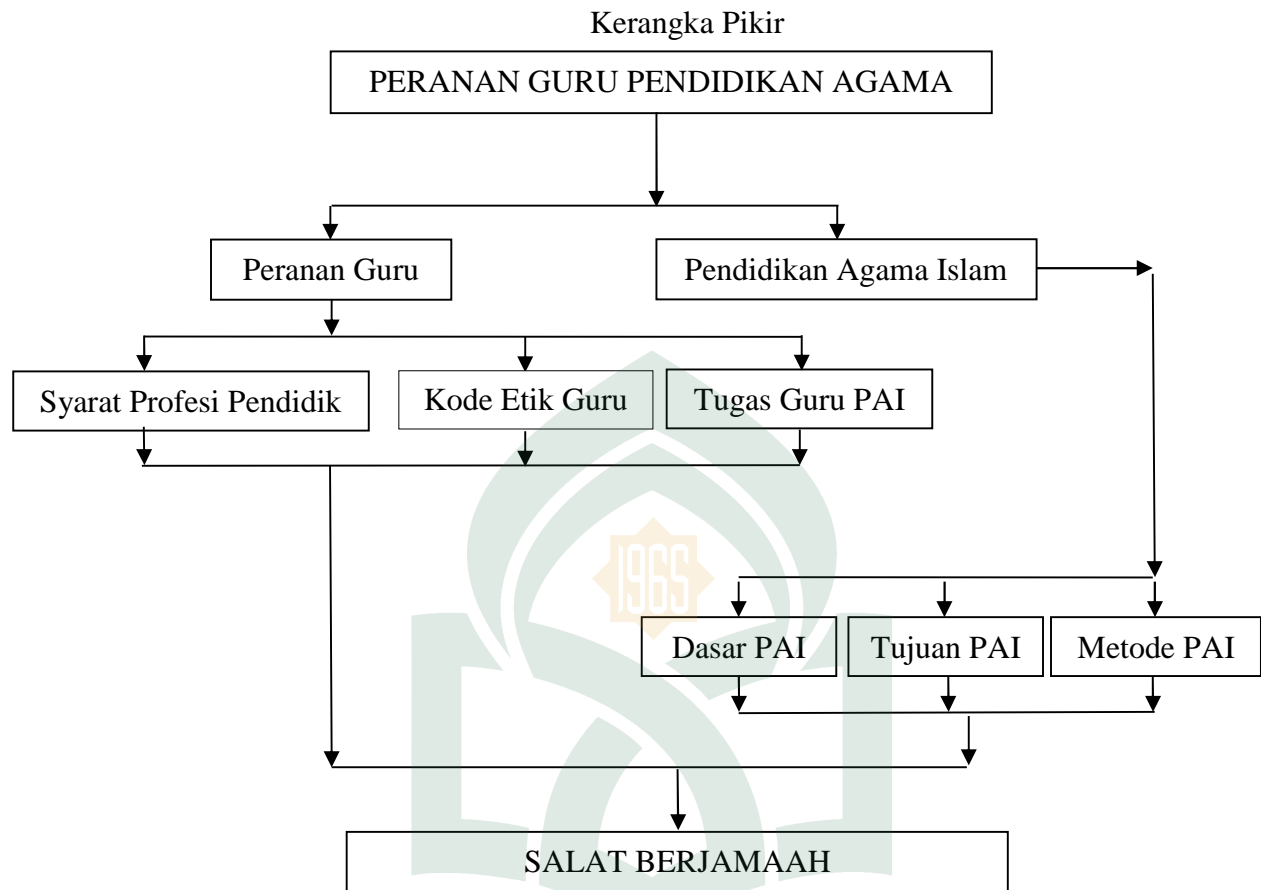 Kerangka Pikir
PERANAN GURU PENDIDIKAN AGAMA
Peranan Guru
Pendidikan Agama Islam
Syarat Profesi Pendidik
Kode Etik Guru
Tugas Guru PAI
1965
Dasar PAI
Tujuan PAI
Metode PAI
SALAT BERJAMAAH